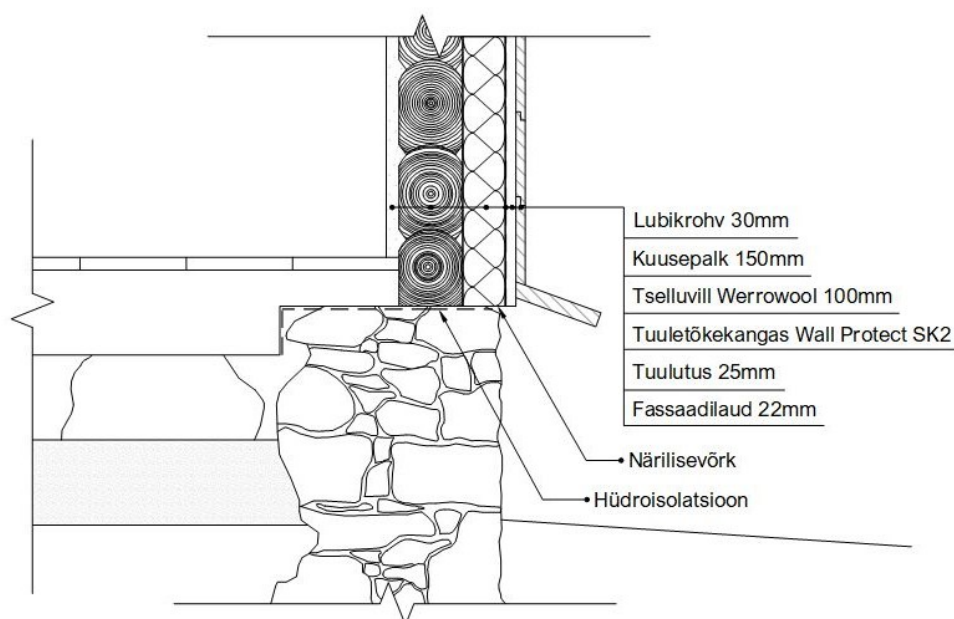 Lubikrohv 30mm
Kuusepalk 150mm
Tselluvill Werrowool 100mm
Tuuletõkekangas Wall Protect SK2
Tuulutus 25mm
Fassaadilaud 22mm
Närilisevõrk
Hüdroisolatsioon